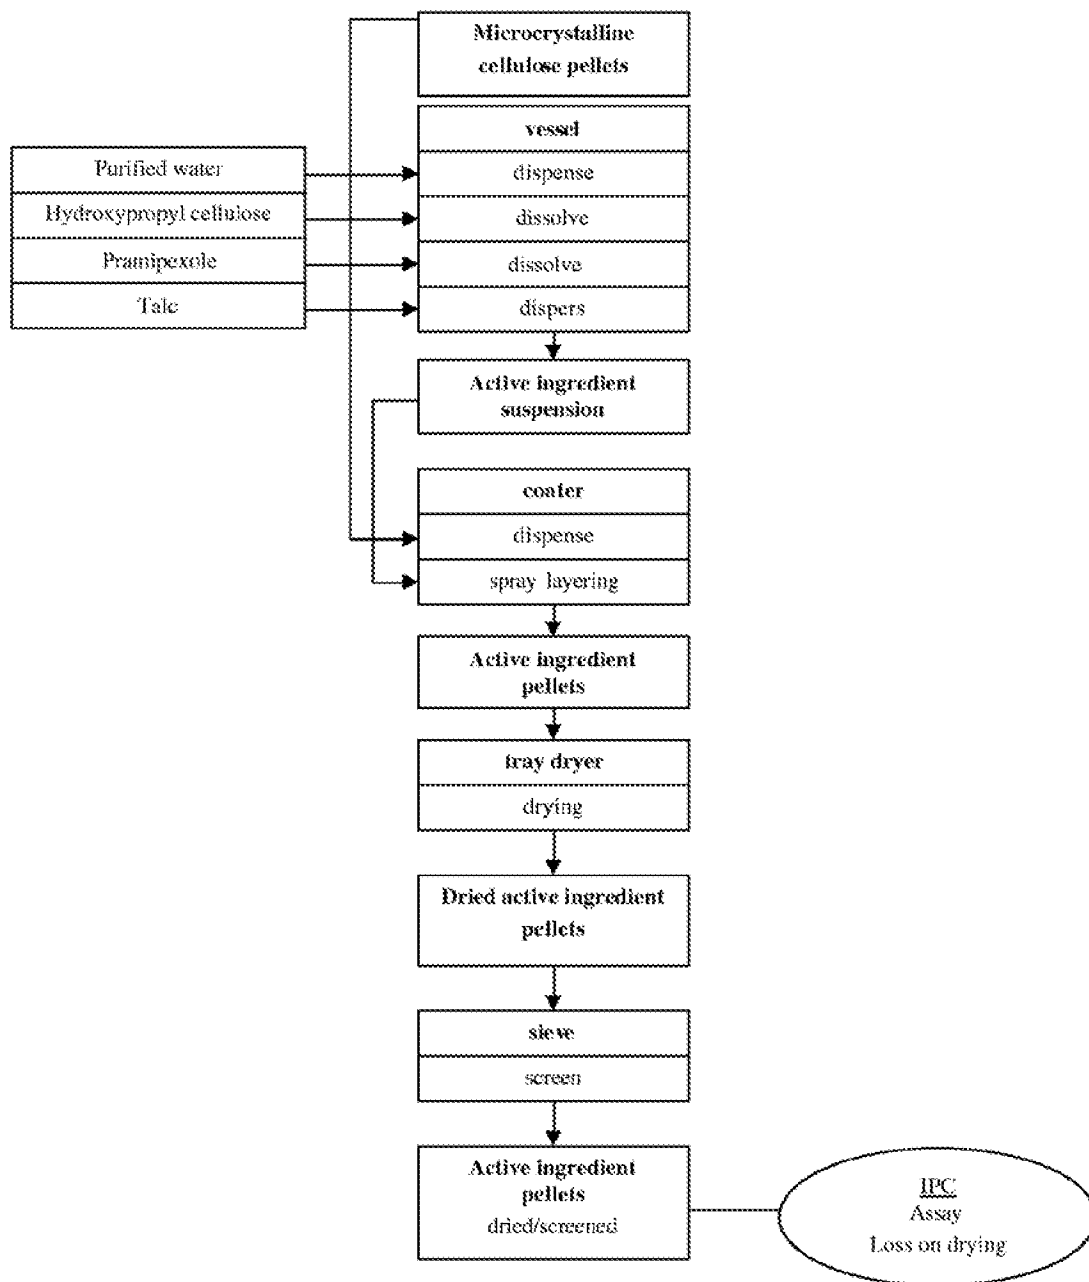 Microcrystalline
cellulose pellets
vessel
Purified water
dispense
Hydroxypropyl cellulose
dissolve
Pramipexole
dissolve
Talc
dispers
Active ingredient
suspension
coater
dispense
spray layering
Active ingredient
pellets
tray dryer
drying
Dried active ingredient
pellets
sieve
screen
Active ingredient
pellets
dried/screened
IPC
Assay
Loss on drying